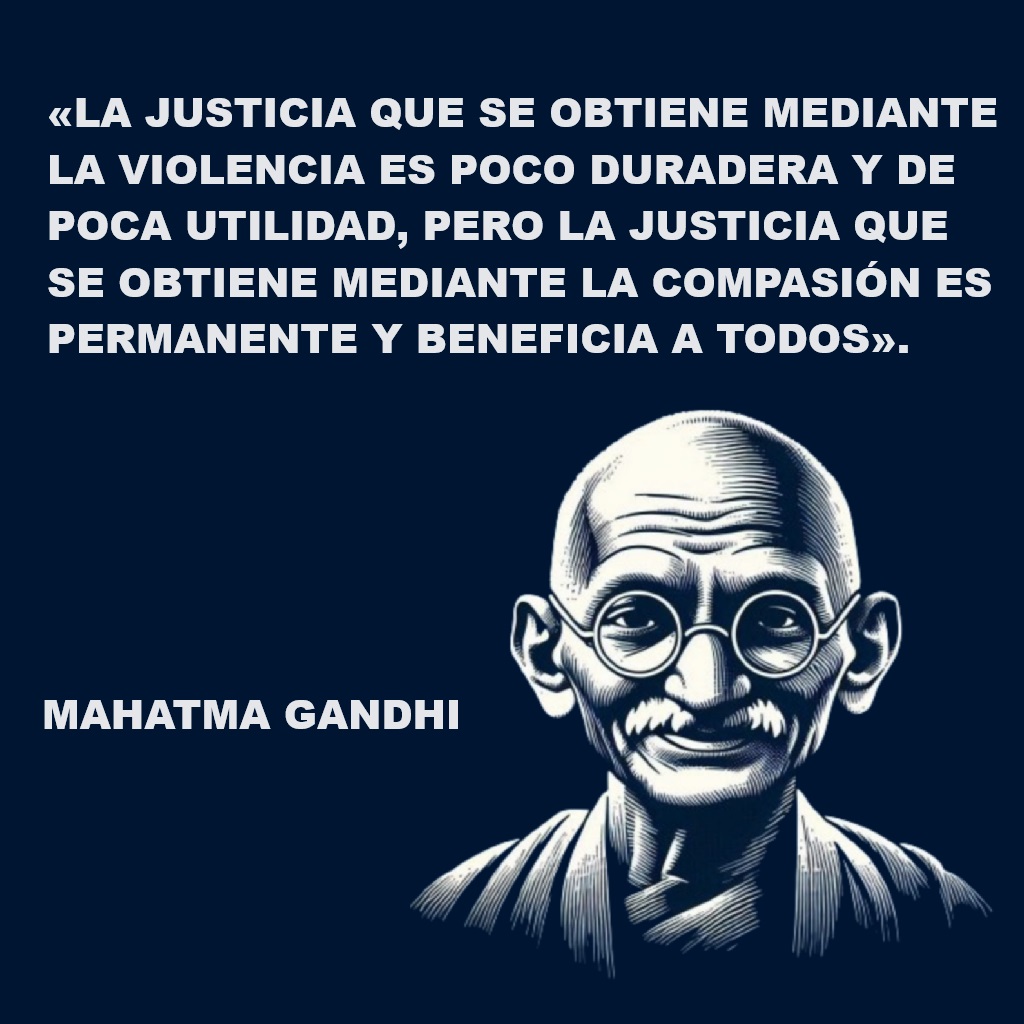 «LA JUSTICIA QUE SE OBTIENE MEDIANTE
LA VIOLENCIA ES POCO DURADERA Y DE
POCA UTILIDAD, PERO LA JUSTICIA QUE
SE OBTIENE MEDIANTE LA COMPASIÓN ES
PERMANENTE Y BENEFICIA A TODOS».
MAHATMA GANDHI